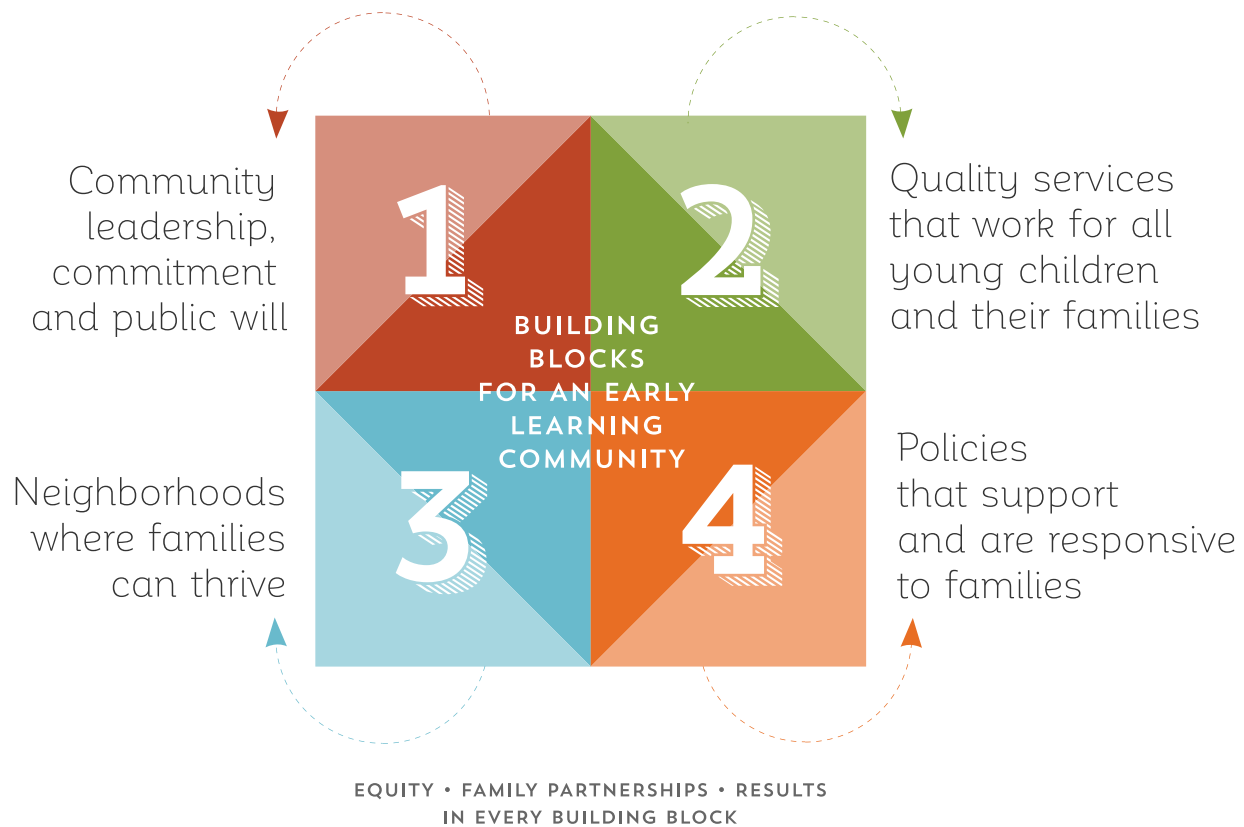 1
Community
leadership,
commitment
and public will
2
Quality services
that work for all
young children
and their families
BUILDING
BLOCKS
FOR AN EARLY
LEARNING
COMMUNITY
3
Neighborhoods
where families
can thrive
4
Policies
that support
and are responsive
to families
EQUITY • FAMILY PARTNERSHIPS • RESULTS
IN EVERY BUILDING BLOCK